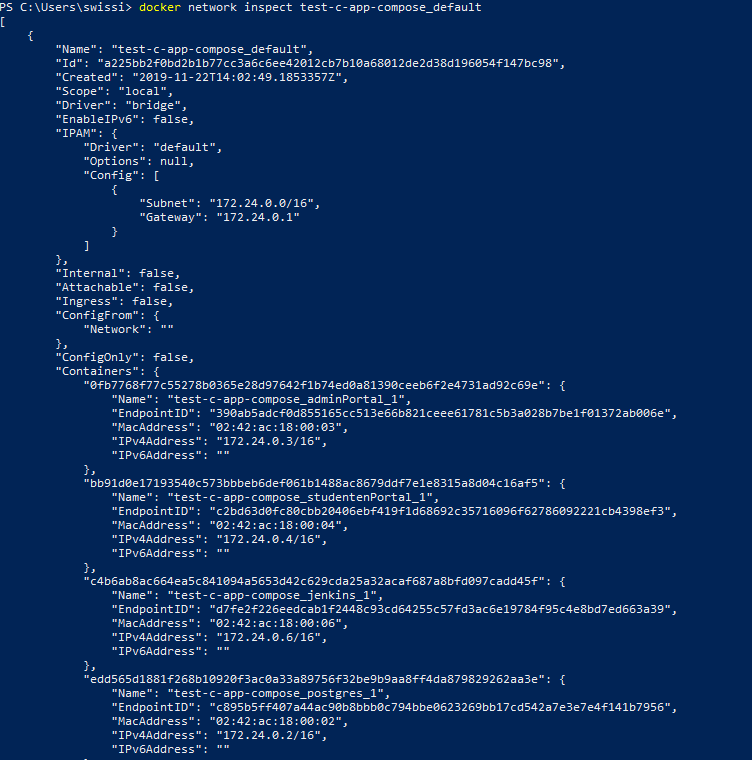 PS C:\Users\swissi> docker network inspect test-c-app-compose_default
[
    {
        "Name": "test-c-app-compose_default",
        "Id": "a225bb2f0bd2b1b77cc3a6c6ee42012cb7b10a68012de2d38d196054f147bc98",
        "Created": "2019-11-22T14:02:49.1853357Z",
        "Scope": "local",
        "Driver": "bridge",
        "EnableIPv6": false,
        "IPAM": {
            "Driver": "default",
            "Options": null,
            "Config": [
                {
                    "Subnet": "172.24.0.0/16",
                    "Gateway": "172.24.0.1"
                }
            ]
        },
        "Internal": false,
        "Attachable": false,
        "Ingress": false,
        "ConfigFrom": {
            "Network": ""
        },
        "ConfigOnly": false,
        "Containers": {
            "0fb7768f77c55278b0365e28d97642f1b74ed0a81390ceeb6f2e4731ad92c69e": {
                "Name": "test-c-app-compose_adminPortal_1",
                "EndpointID": "390ab5adcf0d855165cc513e66b821ceee61781c5b3a028b7be1f01372ab006e",
                "MacAddress": "02:42:ac:18:00:03",
                "IPv4Address": "172.24.0.3/16",
                "IPv6Address": ""
            },
            "bb91d0e17193540c573bbbeb6def061b1488ac8679ddf7e1e8315a8d04c16af5": {
                "Name": "test-c-app-compose_studentenPortal_1",
                "EndpointID": "c2bd63d0fc80cbb20406ebf419f1d68692c35716096f62786092221cb4398ef3",
                "MacAddress": "02:42:ac:18:00:04",
                "IPv4Address": "172.24.0.4/16",
                "IPv6Address": ""
            },
            "c4b6ab8ac664ea5c841094a5653d42c629cda25a32acaf687a8bfd097cadd45f": {
                "Name": "test-c-app-compose_jenkins_1",
                "EndpointID": "d7fe2f226eedcab1f2448c93cd64255c57fd3ac6e19784f95c4e8bd7ed663a39",
                "MacAddress": "02:42:ac:18:00:06",
                "IPv4Address": "172.24.0.6/16",
                "IPv6Address": ""
            },
            "edd565d1881f268b10920f3ac0a33a89756f32be9b9aa8ff4da879829262aa3e": {
                "Name": "test-c-app-compose_postgres_1",
                "EndpointID": "c895b5ff407a44ac90b8bbb0c794bbe0623269bb17cd542a7e3e7e4f141b7956",
                "MacAddress": "02:42:ac:18:00:02",
                "IPv4Address": "172.24.0.2/16",
                "IPv6Address": ""